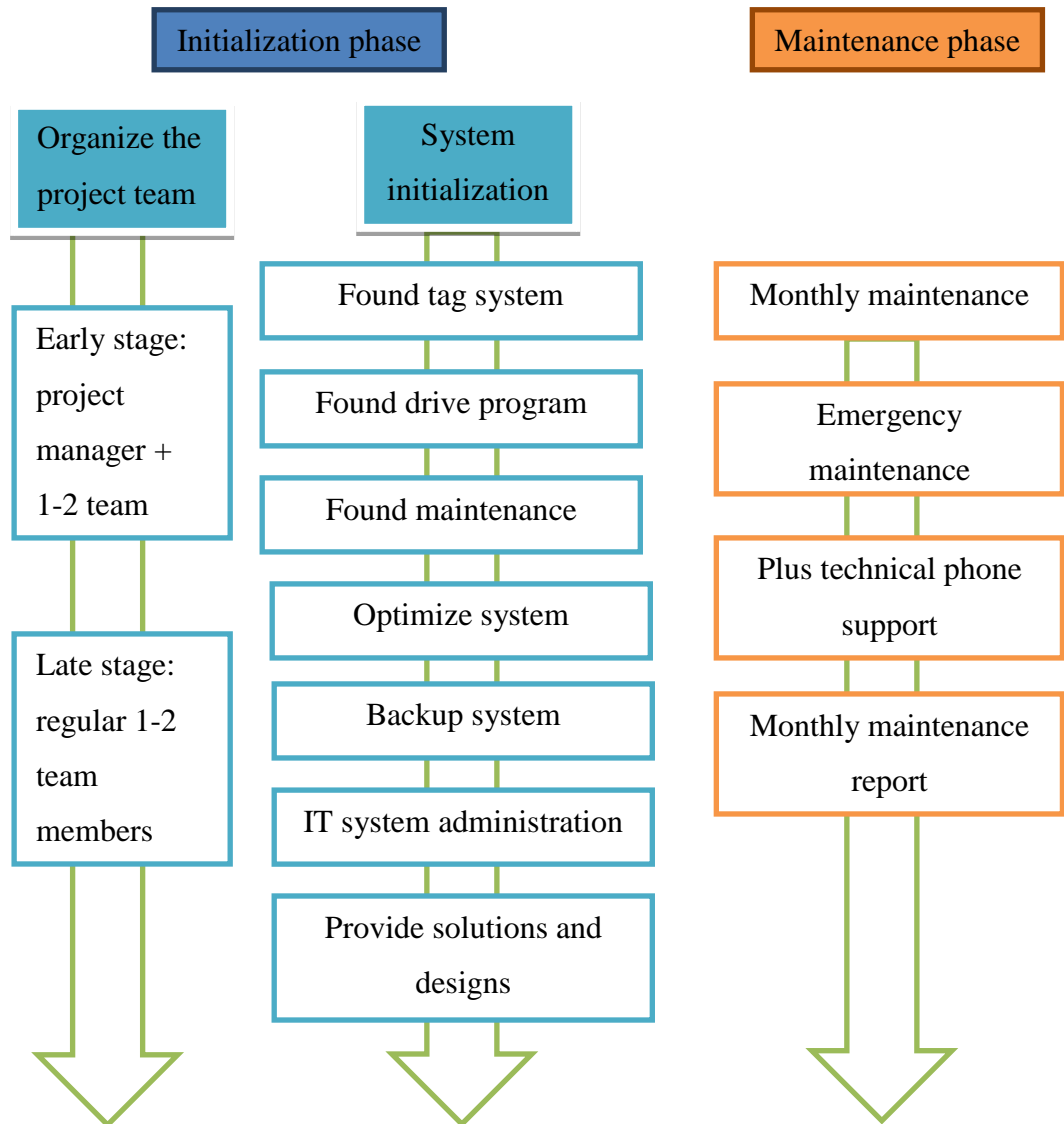 Initialization phase
Maintenance phase
Organize the
project team
System
initialization
Early stage:
project
manager +
1-2 team
Late stage:
regular 1-2
team
members
Found tag system
Found drive program
Found maintenance
Optimize system
Backup system
IT system administration
Provide solutions and
designs
Monthly maintenance
Emergency
maintenance
Plus technical phone
support
Monthly maintenance
report